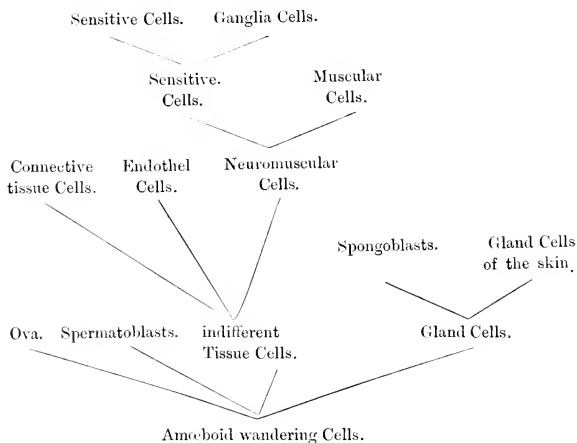 Sensitive Cells. Ganglia Cells.
Sensitive. Cells.
Muscular Cells.
Connective tissue Cells.
Endothel Cells.
Neuromuscular Cells.
Spongoblasts.
Gland Cells of the skin.
Ova. Spermatoblasts.
indifferent Tissue Cells.
Gland Cells.
Amœboid wandering Cells.